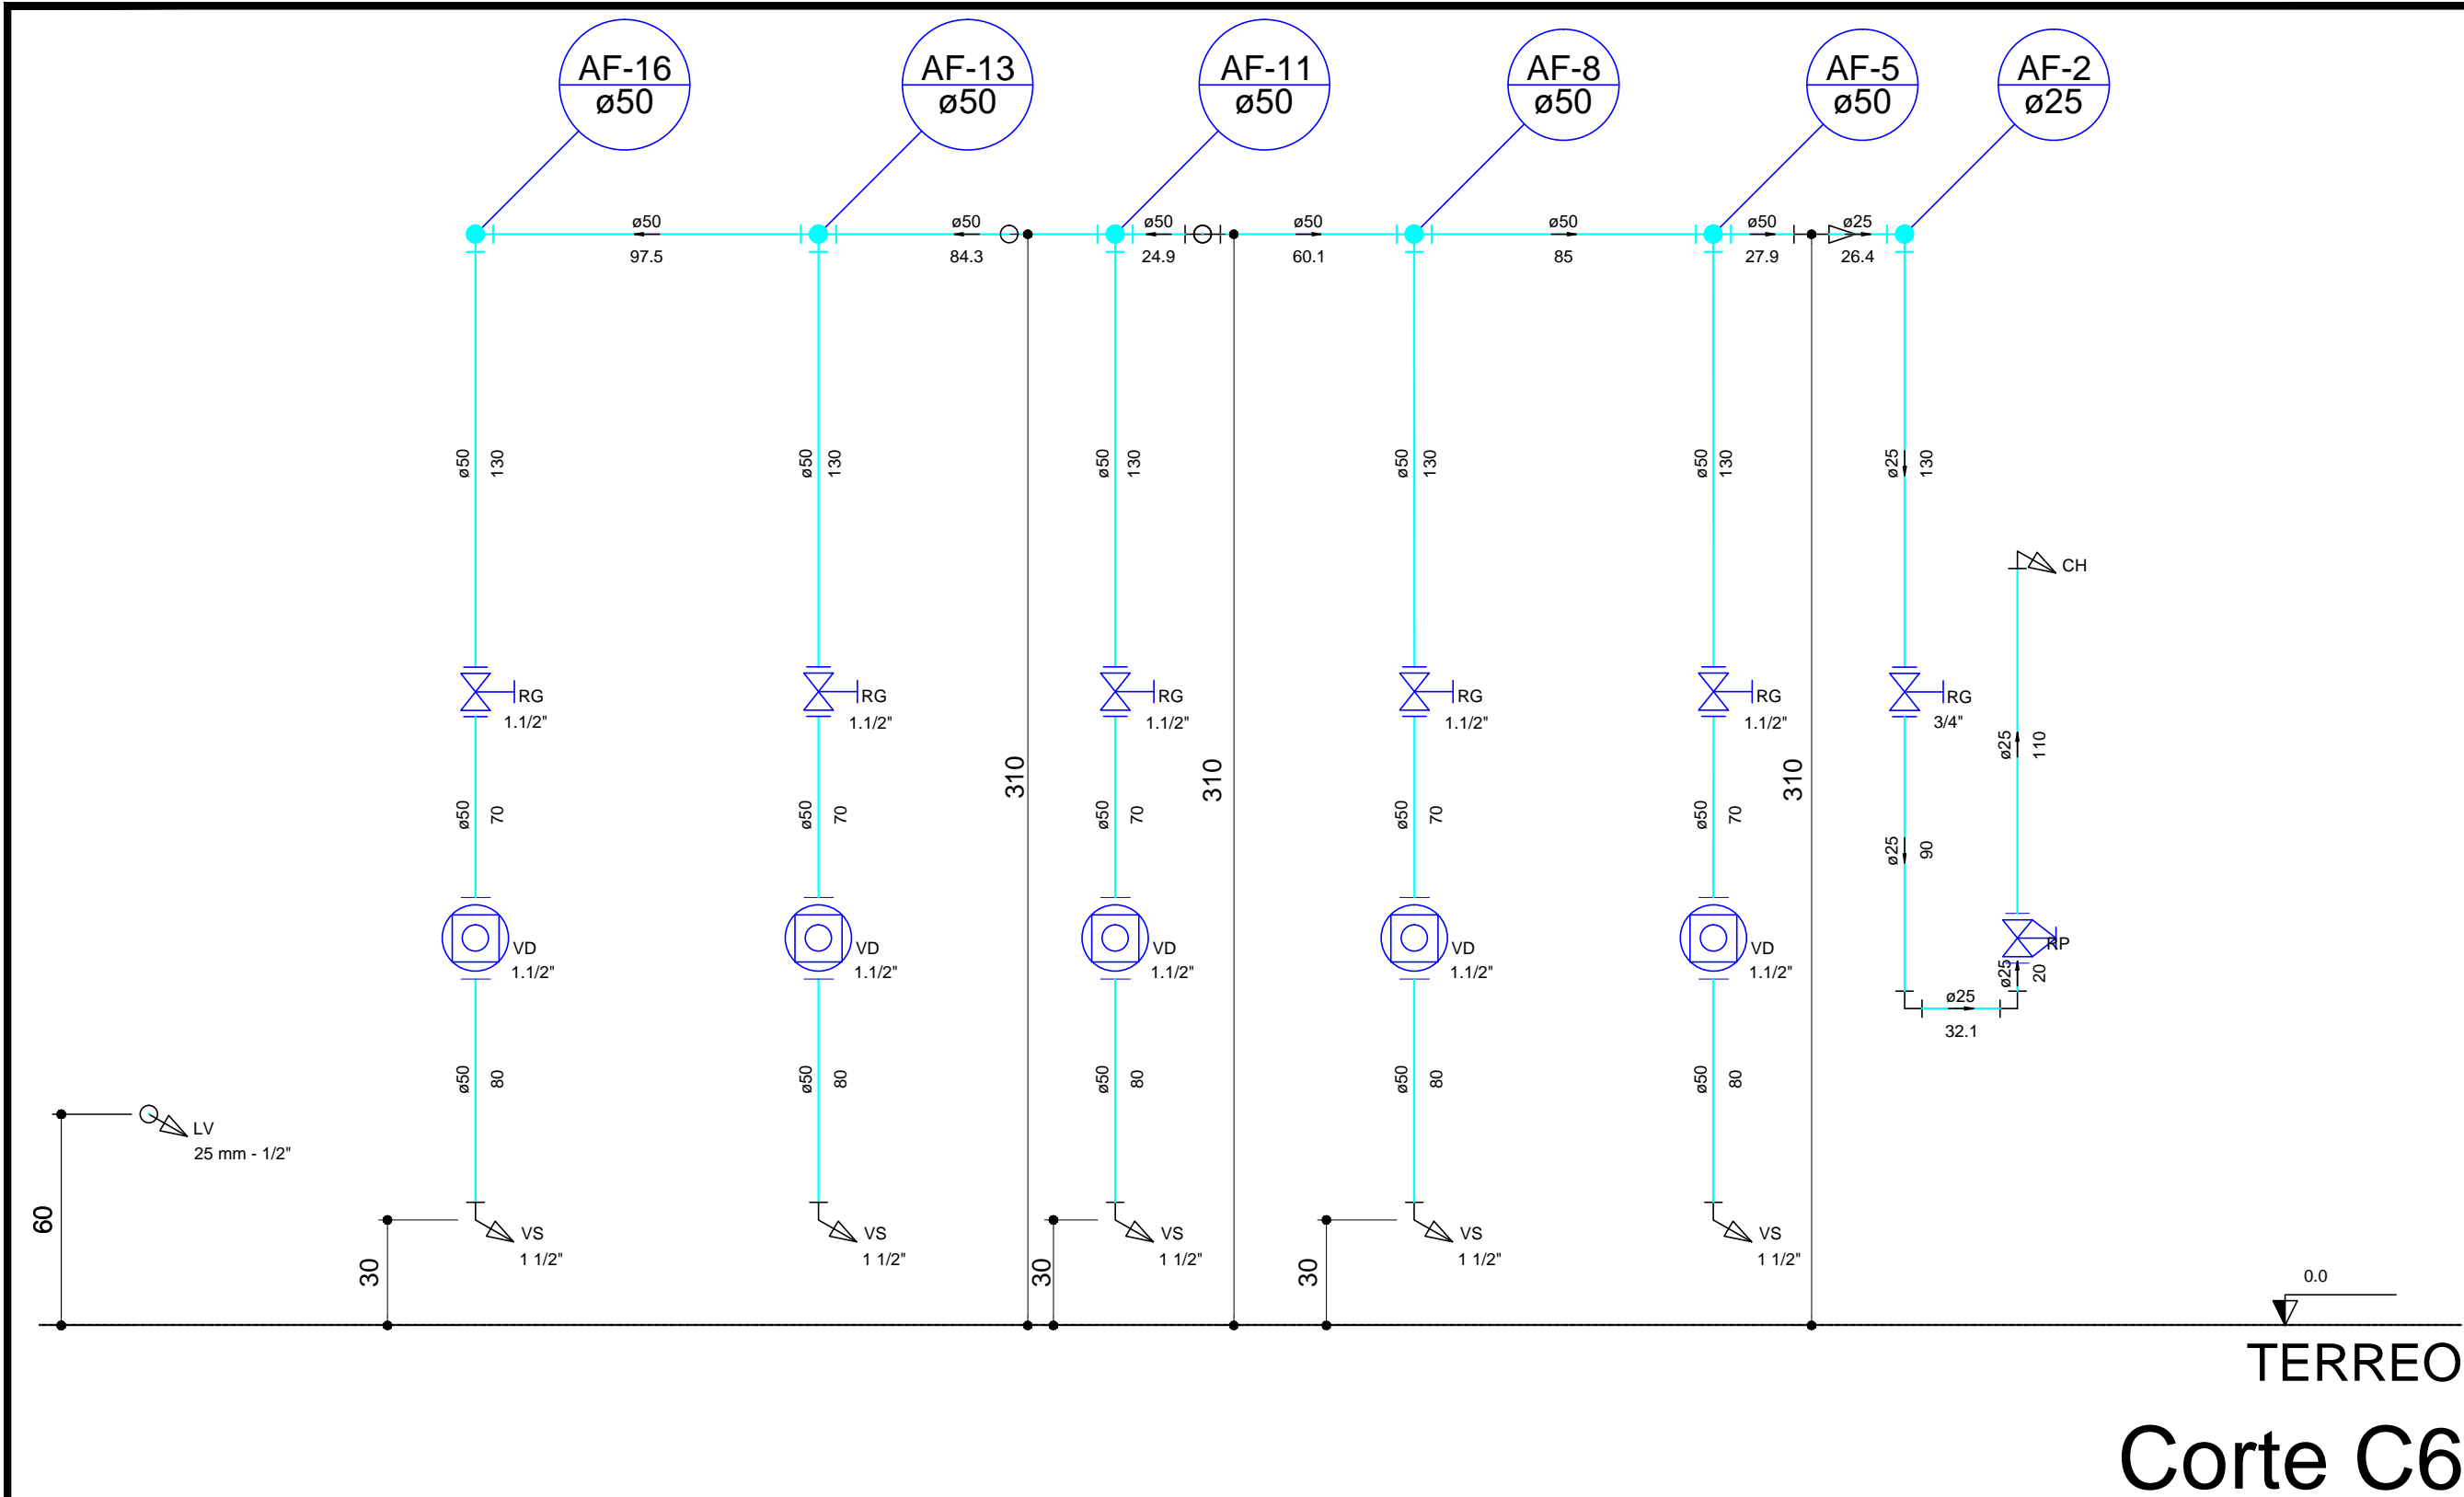 AF-16
ø50
AF-13
ø50
AF-11
ø50
AF-8
ø50
AF-5
ø50
AF-2
ø25
ø50
97.5
ø50
84.3
ø50
24.9
ø50
60.1
ø50
85
ø50
27.9
ø25
26.4
ø50
130
ø50
130
ø50
130
ø50
130
ø50
130
ø25
130
CH
RG
1.1/2"
RG
1.1/2"
RG
1.1/2"
RG
1.1/2"
RG
1.1/2"
RG
3/4"
310
310
310
ø25
110
ø50
70
ø50
70
ø50
70
ø50
70
ø50
70
ø25
90
VD
1.1/2"
VD
1.1/2"
VD
1.1/2"
VD
1.1/2"
VD
1.1/2"
RP
ø25
20
ø25
32.1
ø50
80
ø50
80
ø50
80
ø50
80
ø50
80
LV
25 mm - 1/2"
60
VS
1 1/2"
VS
1 1/2"
VS
1 1/2"
VS
1 1/2"
VS
1 1/2"
30
30
30
0.0
TERREO
Corte C6